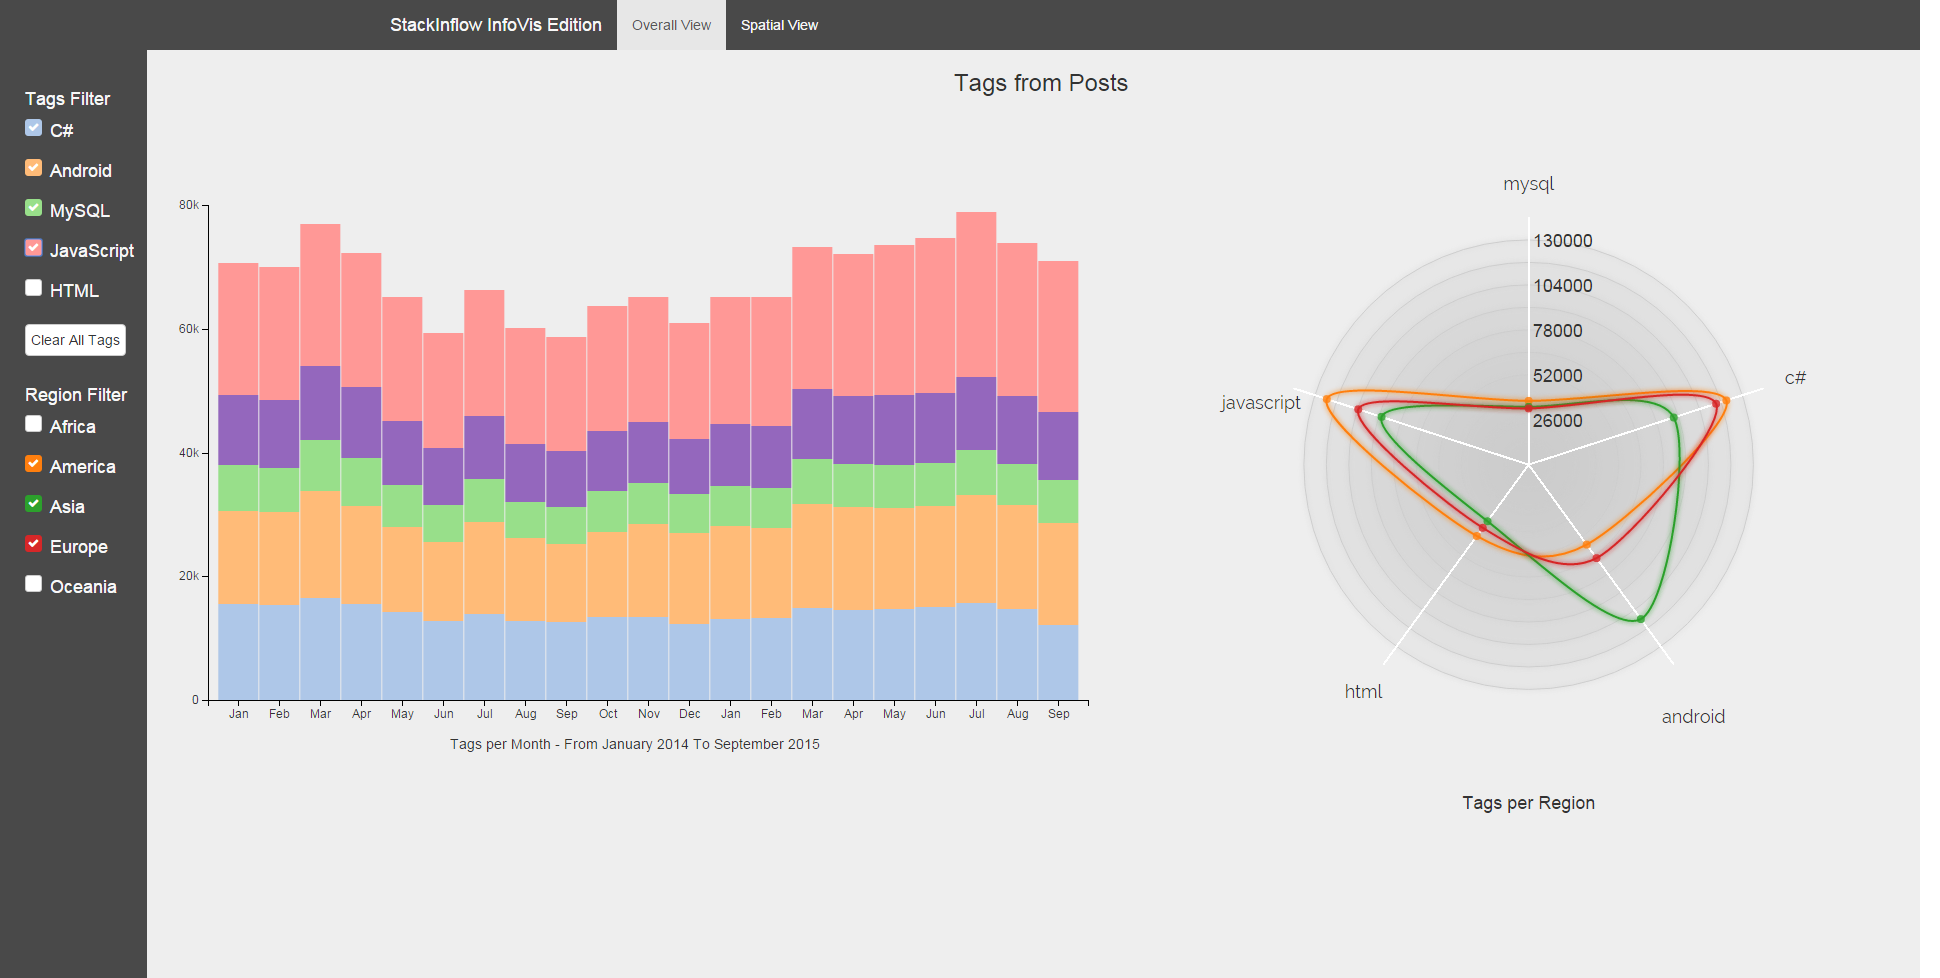 StackInflow InfoVis Edition Overall View Spatial View
Tags from Posts
Tags Filter
C#
Android
MySQL
JavaScript
HTML
Clear All Tags
Region Filter
Africa
America
Asia
Europe
Oceania
80k
60k
40k
20k
0
Jan Feb Mar Apr May Jun Jul Aug Sep Oct Nov Dec Jan Feb Mar Apr May Jun Jul Aug Sep
Tags per Month - From January 2014 To September 2015
mysql
130000
104000
78000
52000
26000
c#
javascript
html
android
Tags per Region